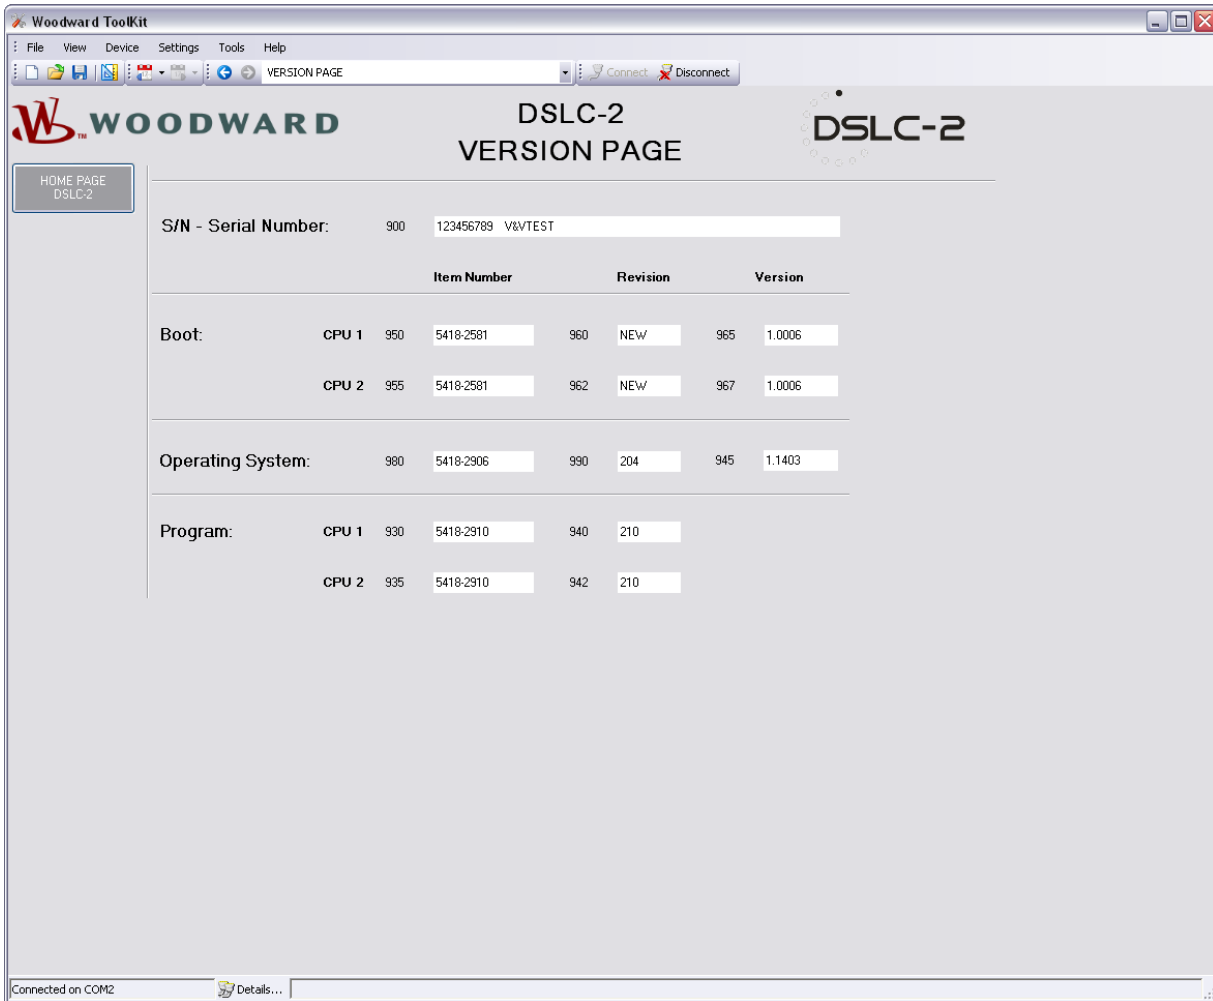 Woodward ToolKit
File View Device Settings Tools Help
VERSION PAGE Connect Disconnect
WOODWARD
DSLC-2
VERSION PAGE
DSLC-2
HOME PAGE
DSLC-2
S/N - Serial Number: 900 123456789 V&VTEST
Item Number Revision Version
Boot: CPU 1 950 5418-2581 960 NEW 965 1.0006
CPU 2 955 5418-2581 962 NEW 967 1.0006
Operating System: 980 5418-2906 990 204 945 1.1403
Program: CPU 1 930 5418-2910 940 210
CPU 2 935 5418-2910 942 210
Connected on COM2 Details...